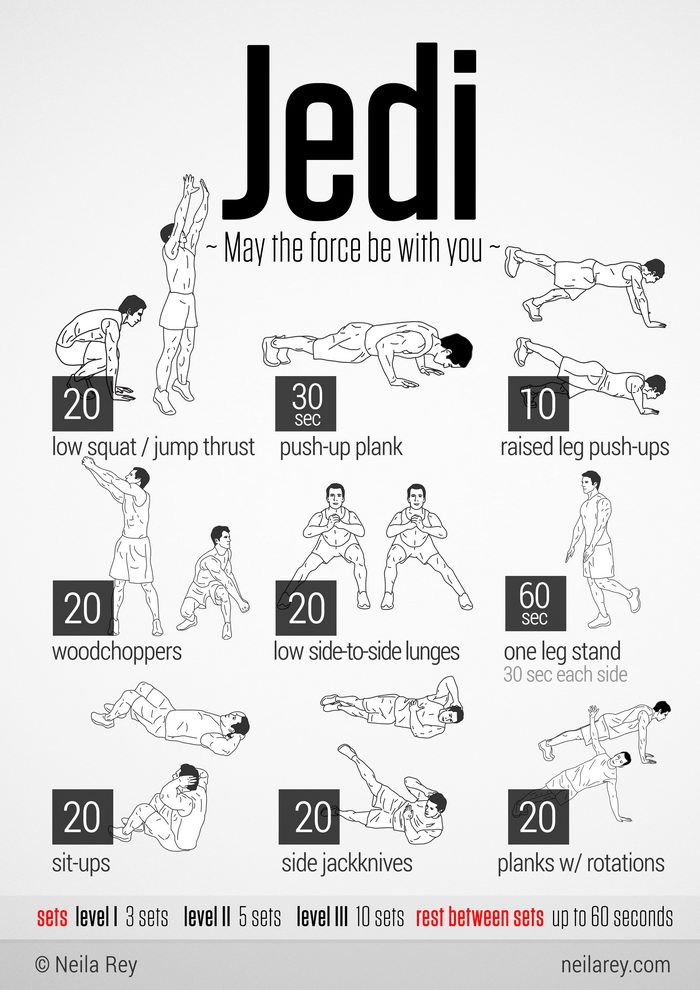 Jedi
~ May the force be with you ~
20
low squat / jump thrust
30
sec
push-up plank
10
raised leg push-ups
20
woodchoppers
20
low side-to-side lunges
60
sec
one leg stand
30 sec each side
20
sit-ups
20
side jackknives
20
planks w/ rotations
sets level I 3 sets level II 5 sets level III 10 sets rest between sets up to 60 seconds
© Neila Rey neilarey.com